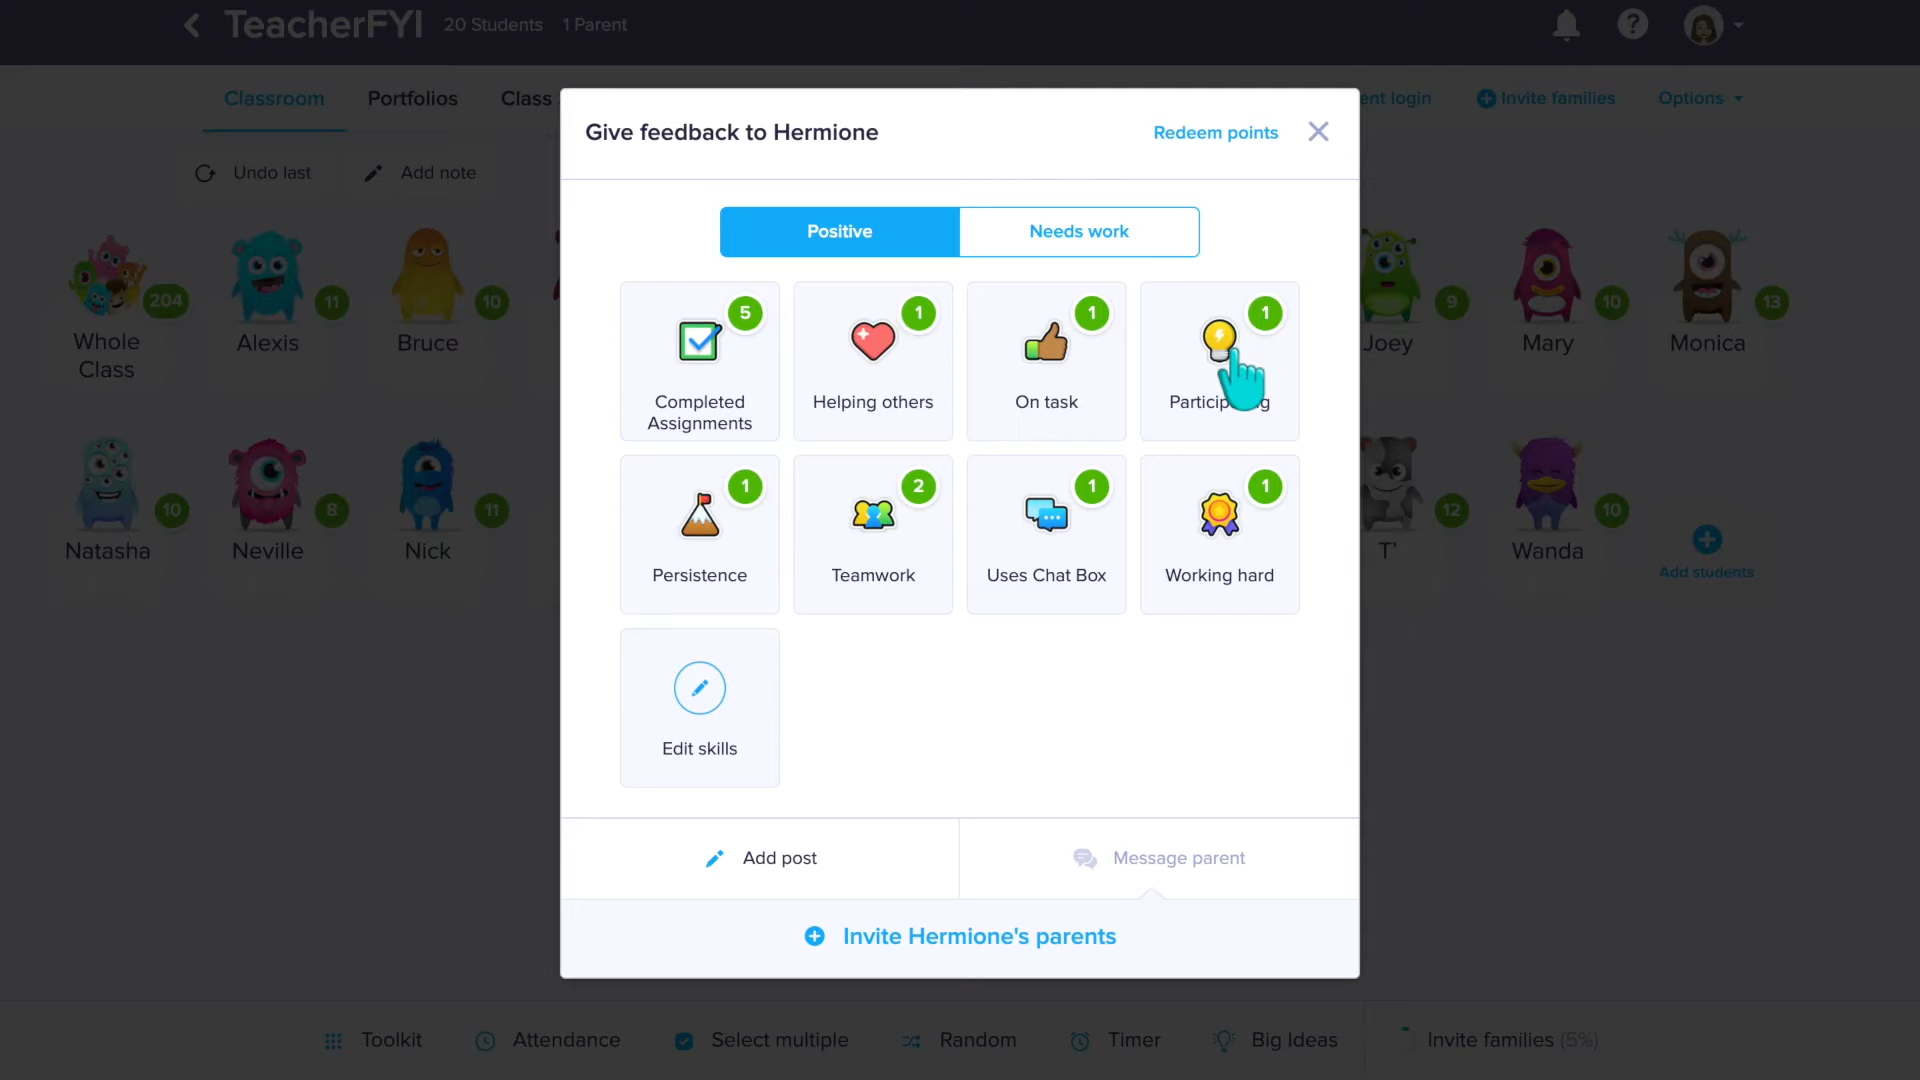 TeacherFYI 20 Students 1 Parent
Classroom Portfolios Class
login Invite families Options
Undo last Add note
Give feedback to Hermione Redeem points
Positive Needs work
5
Completed
Assignments
1
Helping others
1
On task
1
1
Persistence
2
Teamwork
1
Uses Chat Box
1
Working hard
Edit skills
Add post Message parent
Invite Hermione's parents
204
Whole
Class
11
Alexis
10
Bruce
9
Joey
10
Mary
13
Monica
10
Natasha
8
Neville
11
Nick
12
T'
10
Wanda
Add students
Toolkit Attendance Select multiple Random Timer Big Ideas Invite families (5%)